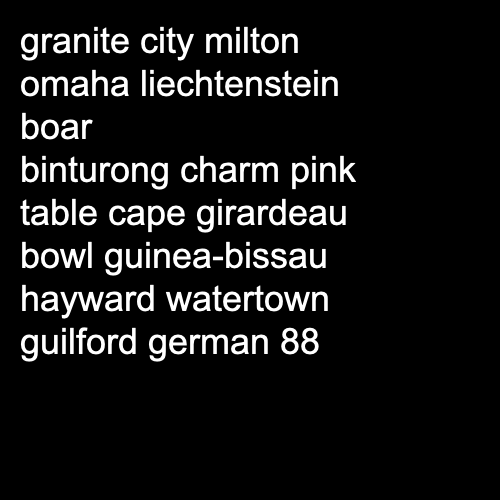 granite city milton
omaha liechtenstein
boar
binturong charm pink
table cape girardeau
bowl guinea-bissau
hayward watertown
guilford german 88